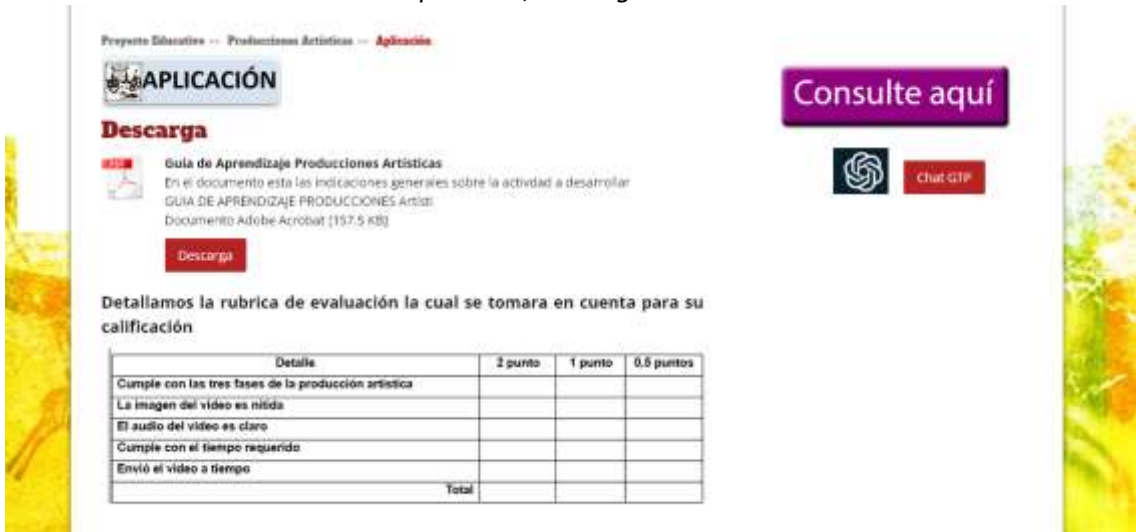 Proyecto Educativo -- Producciones Artísticas -- Aplicación
APLICACIÓN
Consulte aquí
Descarga
Guía de Aprendizaje Producciones Artísticas
En el documento esta las indicaciones generales sobre la actividad a desarrollar
GUIA DE APRENDIZAJE PRODUCCIONES Artísti
Documento Adobe Acrobat [157.5 KB]
Chat GTP
Descarga
Detallamos la rubrica de evaluación la cual se tomara en cuenta para su
calificación
Detalle 2 punto 1 punto 0.5 puntos
Cumple con las tres fases de la producción artística
La imagen del video es nítida
El audio del video es claro
Cumple con el tiempo requerido
Envió el video a tiempo
Total